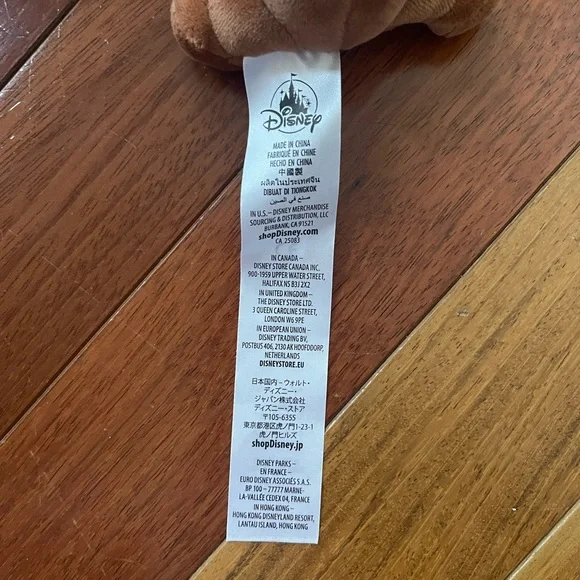 Disney
MADE IN CHINA
FABRIQUÉ EN CHINE
HECHO EN CHINA
中國製
ผลิตในประเทศจีน
DIBUAT DI TIONGKOK
صنع في الصين
IN U.S.– DISNEY MERCHANDISE
SOURCING & DISTRIBUTION, LLC
BURBANK, CA 91521
shopDisney.com
CA 25083
IN CANADA –
DISNEY STORE CANADA INC.
900-1959 UPPER WATER STREET,
HALIFAX NS B3J 2X2
IN UNITED KINGDOM –
THE DISNEY STORE LTD.
3 QUEEN CAROLINE STREET,
LONDON W6 9PE
IN EUROPEAN UNION –
DISNEY TRADING BV,
POSTBUS 406, 2130 AK HOOFDDORP,
NETHERLANDS
DISNEYSTORE.EU
日本国内 – ウォルト・
ディズニー・
ジャパン株式会社
ディズニー・ストア
〒105-6355
東京都港区虎ノ門1-23-1
虎ノ門ヒルズ
shopDisney.jp
DISNEY PARKS –
EN FRANCE –
EURO DISNEY ASSOCIÉS S.A.S.
BP 100 – 77777 MARNE-
LA-VALLÉE CEDEX 04, FRANCE
IN HONG KONG –
HONG KONG DISNEYLAND RESORT,
LANTAU ISLAND, HONG KONG